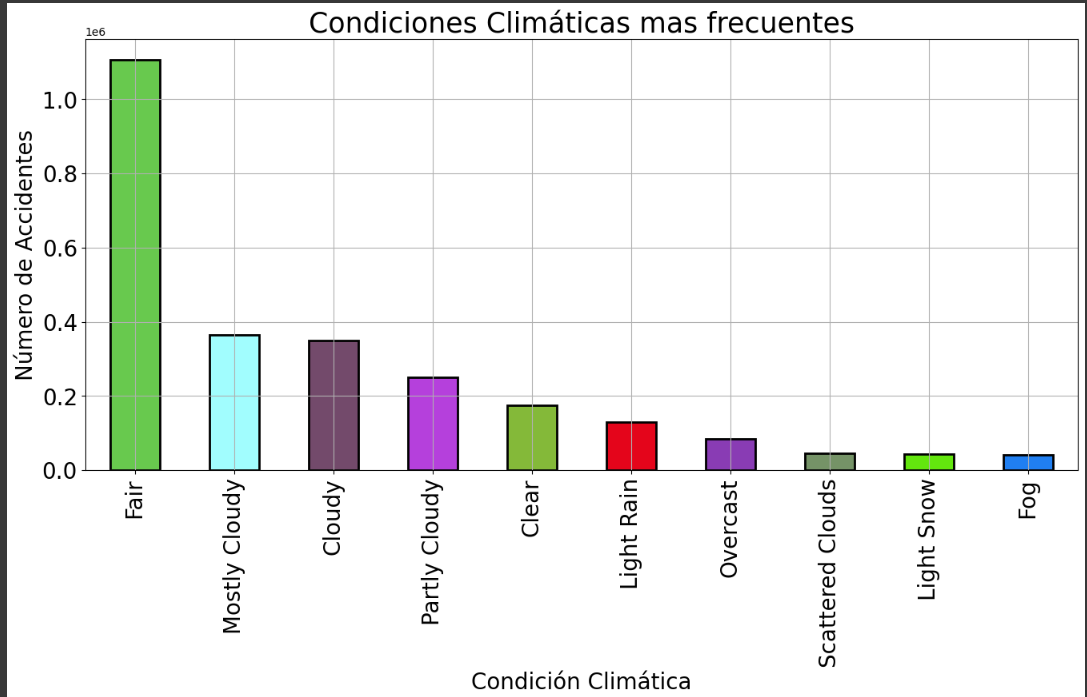 Condiciones Climáticas mas frecuentes
1e6
Número de Accidentes
1.0
0.8
0.6
0.4
0.2
0.0
Fair
Mostly Cloudy
Cloudy
Partly Cloudy
Clear
Light Rain
Overcast
Scattered Clouds
Light Snow
Fog
Condición Climática